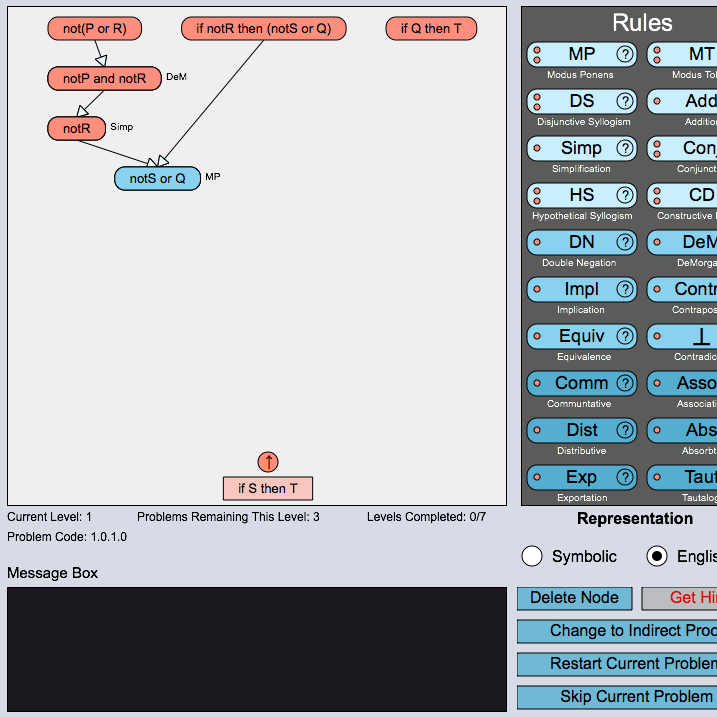 not(P or R)
if notR then (notS or Q)
if Q then T
notP and notR
DeM
notR
Simp
notS or Q
MP
↑
if S then T
Current Level: 1
Problems Remaining This Level: 3
Levels Completed: 0/7
Problem Code: 1.0.1.0
Message Box
Rules
MP ?
MT
Modus Ponens
Modus Tol
DS ?
Add
Disjunctive Syllogism
Additio
Simp ?
Conj
Simplification
Conjunct
HS ?
CD
Hypothetical Syllogism
Constructive
DN ?
DeM
Double Negation
DeMorga
Impl ?
Contr
Implication
Contrapos
Equiv ?
⊥
Equivalence
Contradic
Comm ?
Asso
Communtative
Associati
Dist ?
Abs
Distributive
Absorbt
Exp ?
Taut
Exportation
Tautolog
Representation
Symbolic
Englis
Delete Node
Get Hi
Change to Indirect Proo
Restart Current Problem
Skip Current Problem